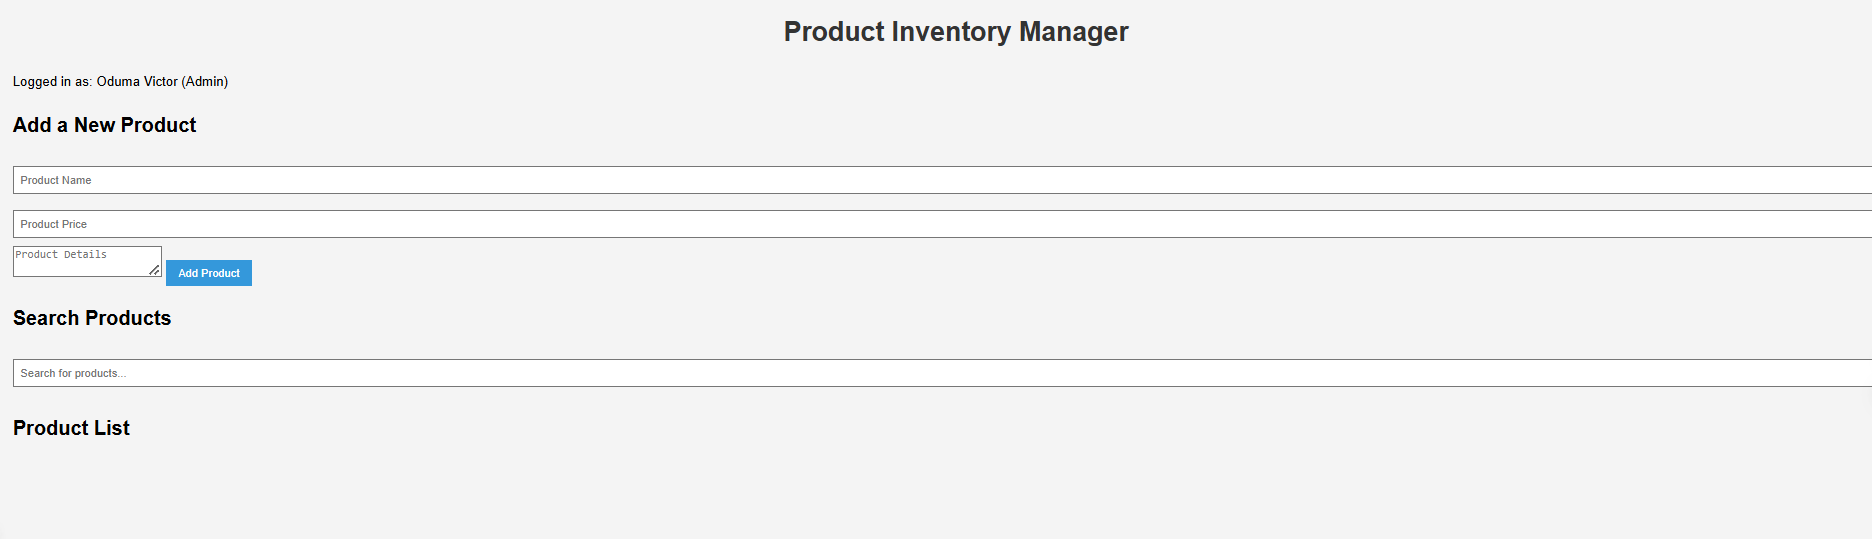 Product Inventory Manager
Logged in as: Oduma Victor (Admin)
Add a New Product
Product Name
Product Price
Product Details
Add Product
Search Products
Search for products...
Product List